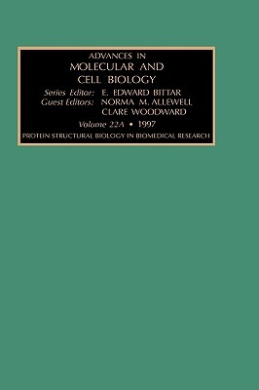 ADVANCES IN
MOLECULAR AND
CELL BIOLOGY
Series Editor: E. EDWARD BITTAR
Guest Editors: NORMA M. ALLEWELL
CLARE WOODWARD
Volume 22A • 1997
PROTEIN STRUCTURAL BIOLOGY IN BIOMEDICAL RESEARCH